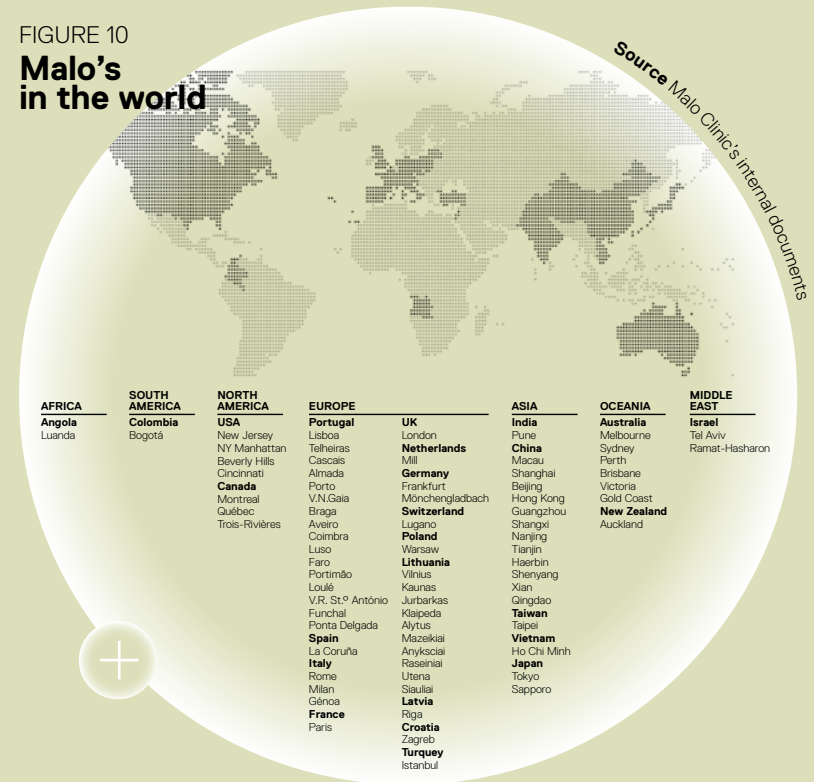 FIGURE 10
Malo's
in the world
Source Malo Clinic's internal documents
AFRICA
Angola
Luanda
SOUTH
AMERICA
Colombia
Bogotá
NORTH
AMERICA
USA
New Jersey
NY Manhattan
Beverly Hills
Cincinnati
Canada
Montreal
Québec
Trois-Rivières
EUROPE
Portugal
Lisboa
Telheiras
Cascais
Almada
Porto
V.N.Gaia
Braga
Aveiro
Coimbra
Luso
Faro
Portimão
Loulé
V.R. St.º António
Funchal
Ponta Delgada
Spain
La Coruña
Italy
Rome
Milan
Génoa
France
Paris
UK
London
Netherlands
Mill
Germany
Frankfurt
Mönchengladbach
Switzerland
Lugano
Poland
Warsaw
Lithuania
Vilnius
Kaunas
Jurbarkas
Klaipeda
Alytus
Mazeikiai
Anyksciai
Raseiniai
Utena
Siauliai
Latvia
Riga
Croatia
Zagreb
Turquey
Istanbul
ASIA
India
Pune
China
Macau
Shanghai
Beijing
Hong Kong
Guangzhou
Shangxi
Nanjing
Tianjin
Haerbin
Shenyang
Xian
Qingdao
Taiwan
Taipei
Vietnam
Ho Chi Minh
Japan
Tokyo
Sapporo
OCEANIA
Australia
Melbourne
Sydney
Perth
Brisbane
Victoria
Gold Coast
New Zealand
Auckland
MIDDLE
EAST
Israel
Tel Aviv
Ramat-Hasharon